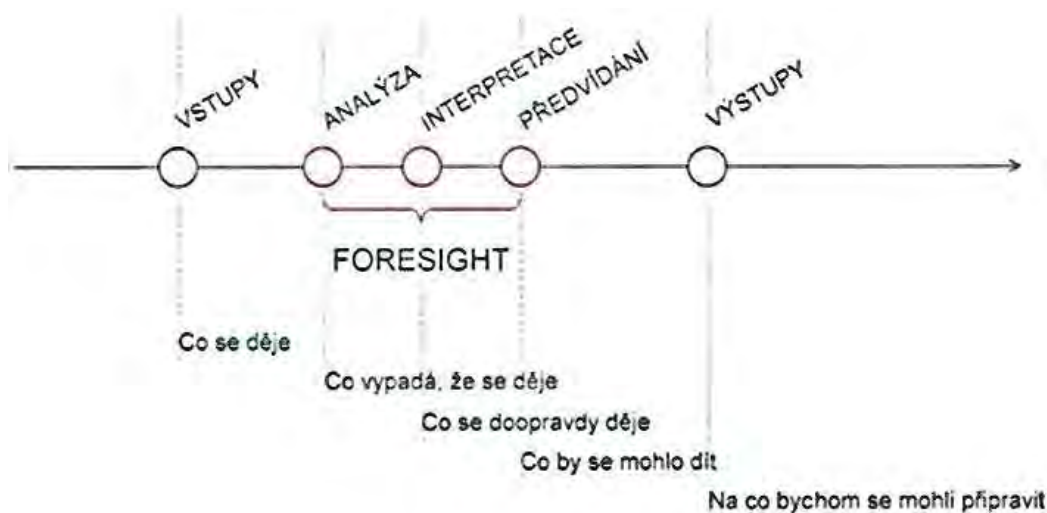 VSTUPY
ANALÝZA
INTERPRETACE
PŘEDVÍDÁNÍ
VÝSTUPY
FORESIGHT
Co se děje
Co vypadá, že se děje
Co se doopravdy děje
Co by se mohlo dít
Na co bychom se mohli připravit